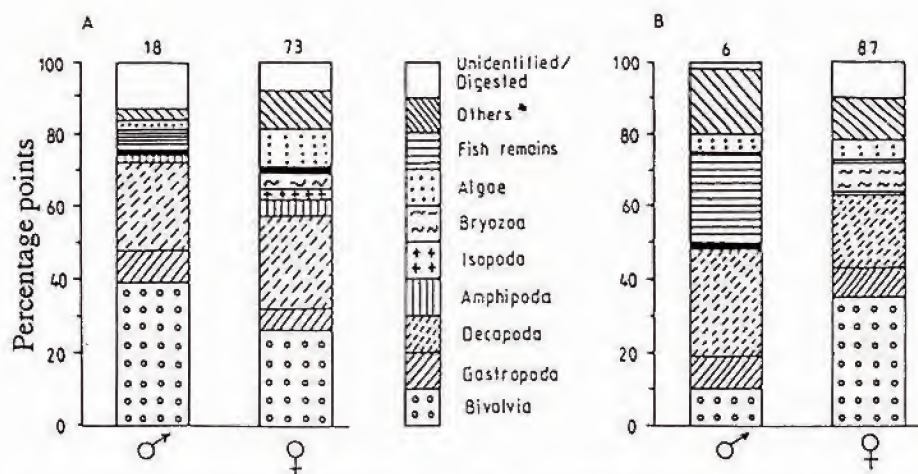 A
18
73
100
80
60
40
20
0
Percentage points
♂
♀
Unidentified/
Digested
Others *
Fish remains
Algae
Bryozoa
Isopoda
Amphipoda
Decapoda
Gastropoda
Bivalvia
B
6
87
100
80
60
40
20
0
♂
♀